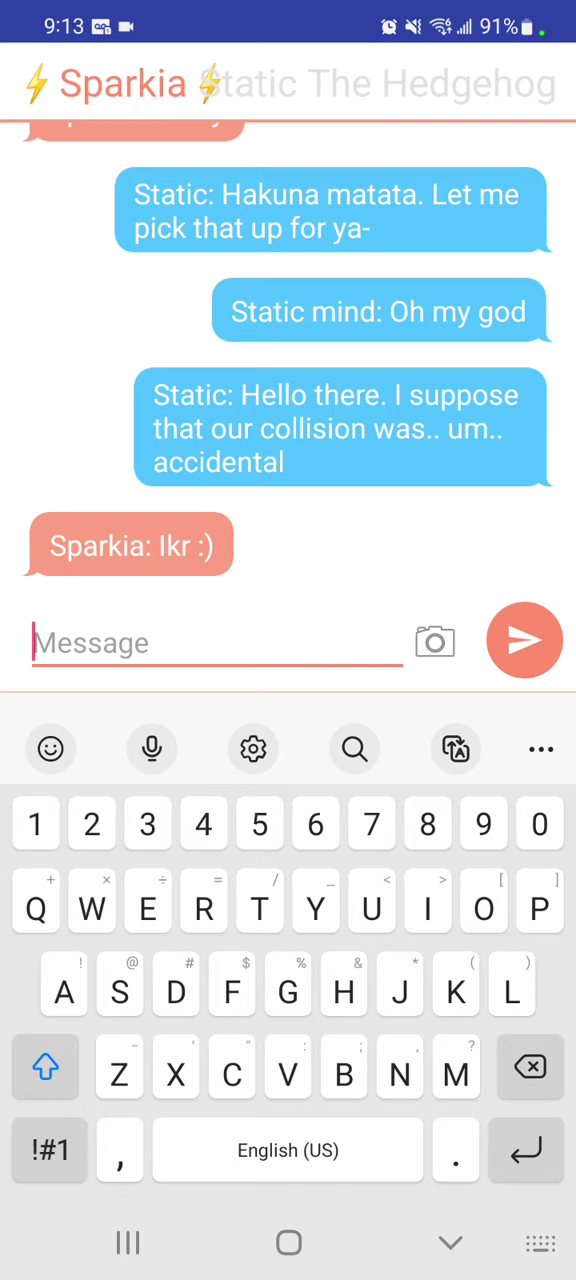 9:13 91%
⚡ Sparkia ⚡ Static The Hedgehog
Static: Hakuna matata. Let me
pick that up for ya-
Static mind: Oh my god
Static: Hello there. I suppose
that our collision was.. um..
accidental
Sparkia: Ikr :)
Message
1 2 3 4 5 6 7 8 9 0
+ × ÷ = / _ < > [ ]
Q W E R T Y U I O P
! @ # $ % & * ( )
A S D F G H J K L
- ' " : ; , ?
Z X C V B N M
!#1 , English (US) .